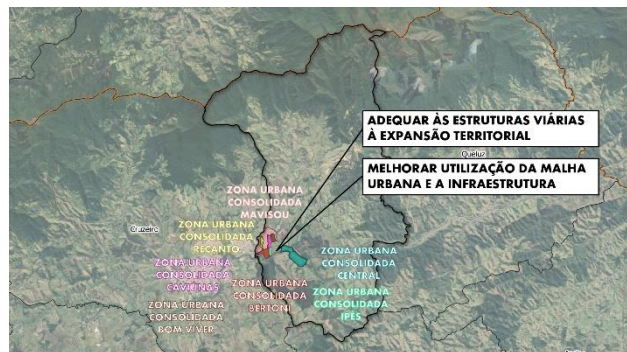 ADEQUAR ÀS ESTRUTURAS VIÁRIAS
À EXPANSÃO TERRITORIAL
Queluz
MELHORAR UTILIZAÇÃO DA MALHA
URBANA E A INFRAESTRUTURA
ZONA URBANA
CONSOLIDADA
MAVISOU
Cruzeiro
ZONA URBANA
CONSOLIDADA
RECANTO
ZONA URBANA
CONSOLIDADA
CENTRAL
ZONA URBANA
CONSOLIDADA
CAVIRINAS
ZONA URBANA
CONSOLIDADA
BERTONI
ZONA URBANA
CONSOLIDADA
IPÊS
ZONA URBANA
CONSOLIDADA
BOM VIVER